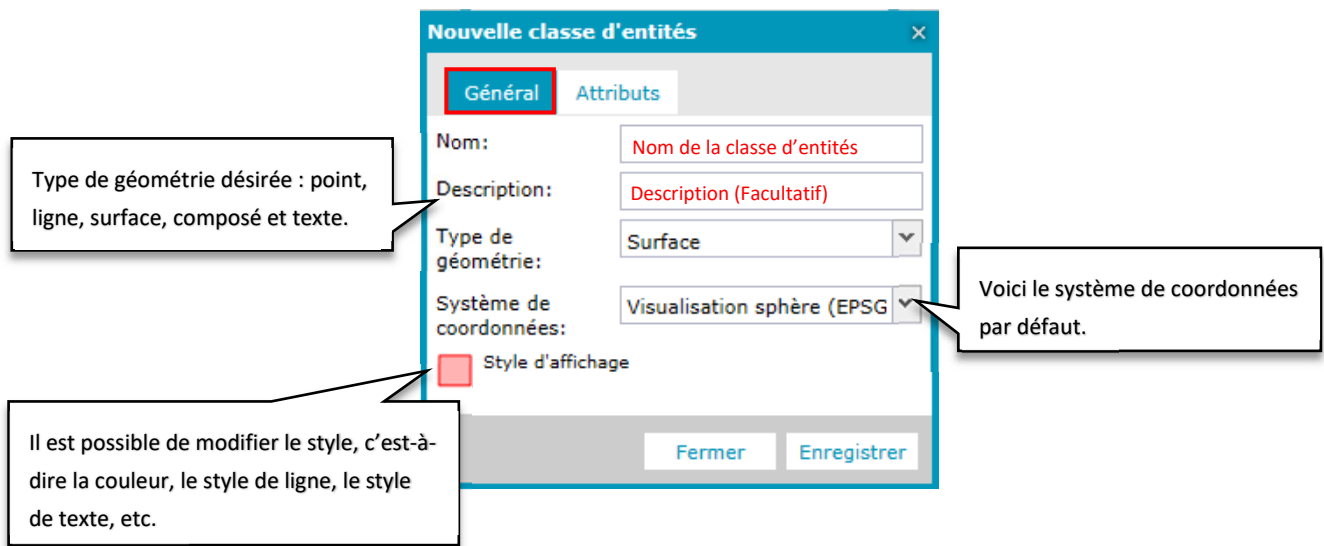 Nouvelle classe d'entités
Général Attributs
Nom: Nom de la classe d’entités
Type de géométrie désirée : point,
ligne, surface, composé et texte.
Description: Description (Facultatif)
Type de
géométrie:
Surface
Système de
coordonnées:
Visualisation sphère (EPSG
Voici le système de coordonnées
par défaut.
Style d'affichage
Il est possible de modifier le style, c’est-à-
dire la couleur, le style de ligne, le style
de texte, etc.
Fermer Enregistrer